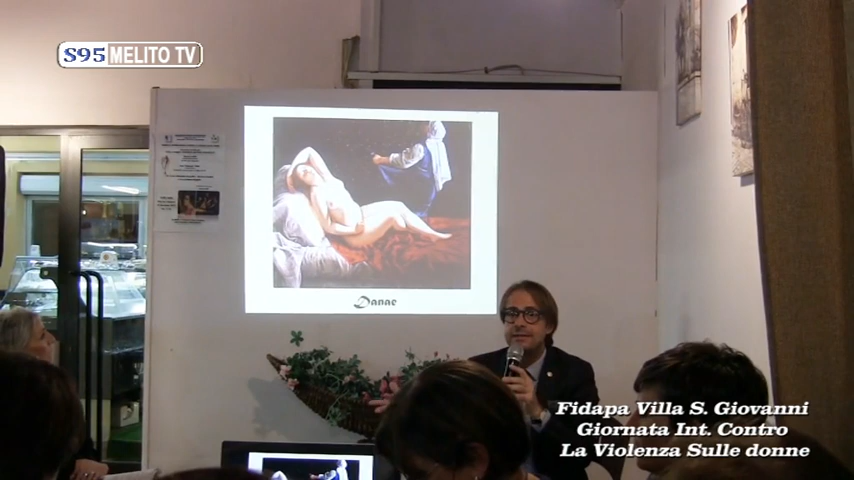 S95 MELITO TV
Danae
Fidapa Villa S. Giovanni
Giornata Int. Contro
La Violenza Sulle donne